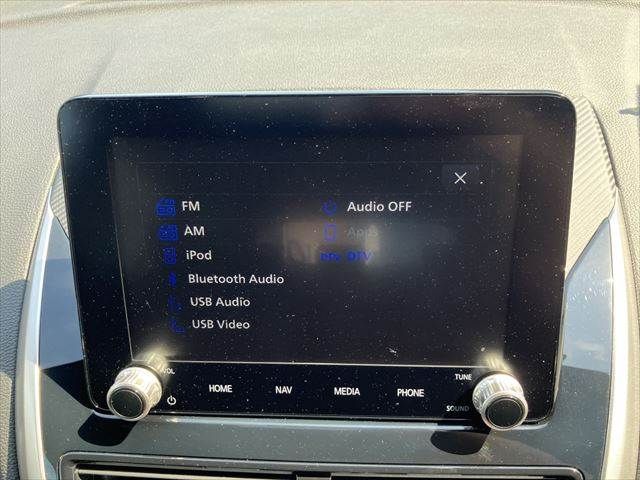 FM
Audio OFF
AM
Apps
iPod
DTV
Bluetooth Audio
USB Audio
USB Video
VOL
HOME
NAV
MEDIA
PHONE
TUNE
SOUND